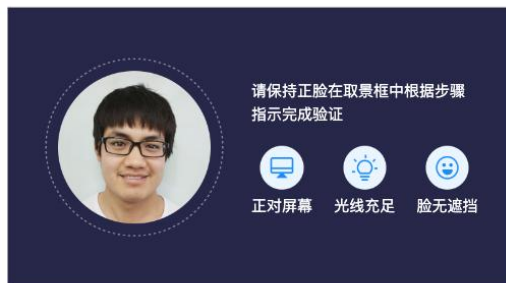 请保持正脸在取景框中根据步骤
指示完成验证
正对屏幕 光线充足 脸无遮挡